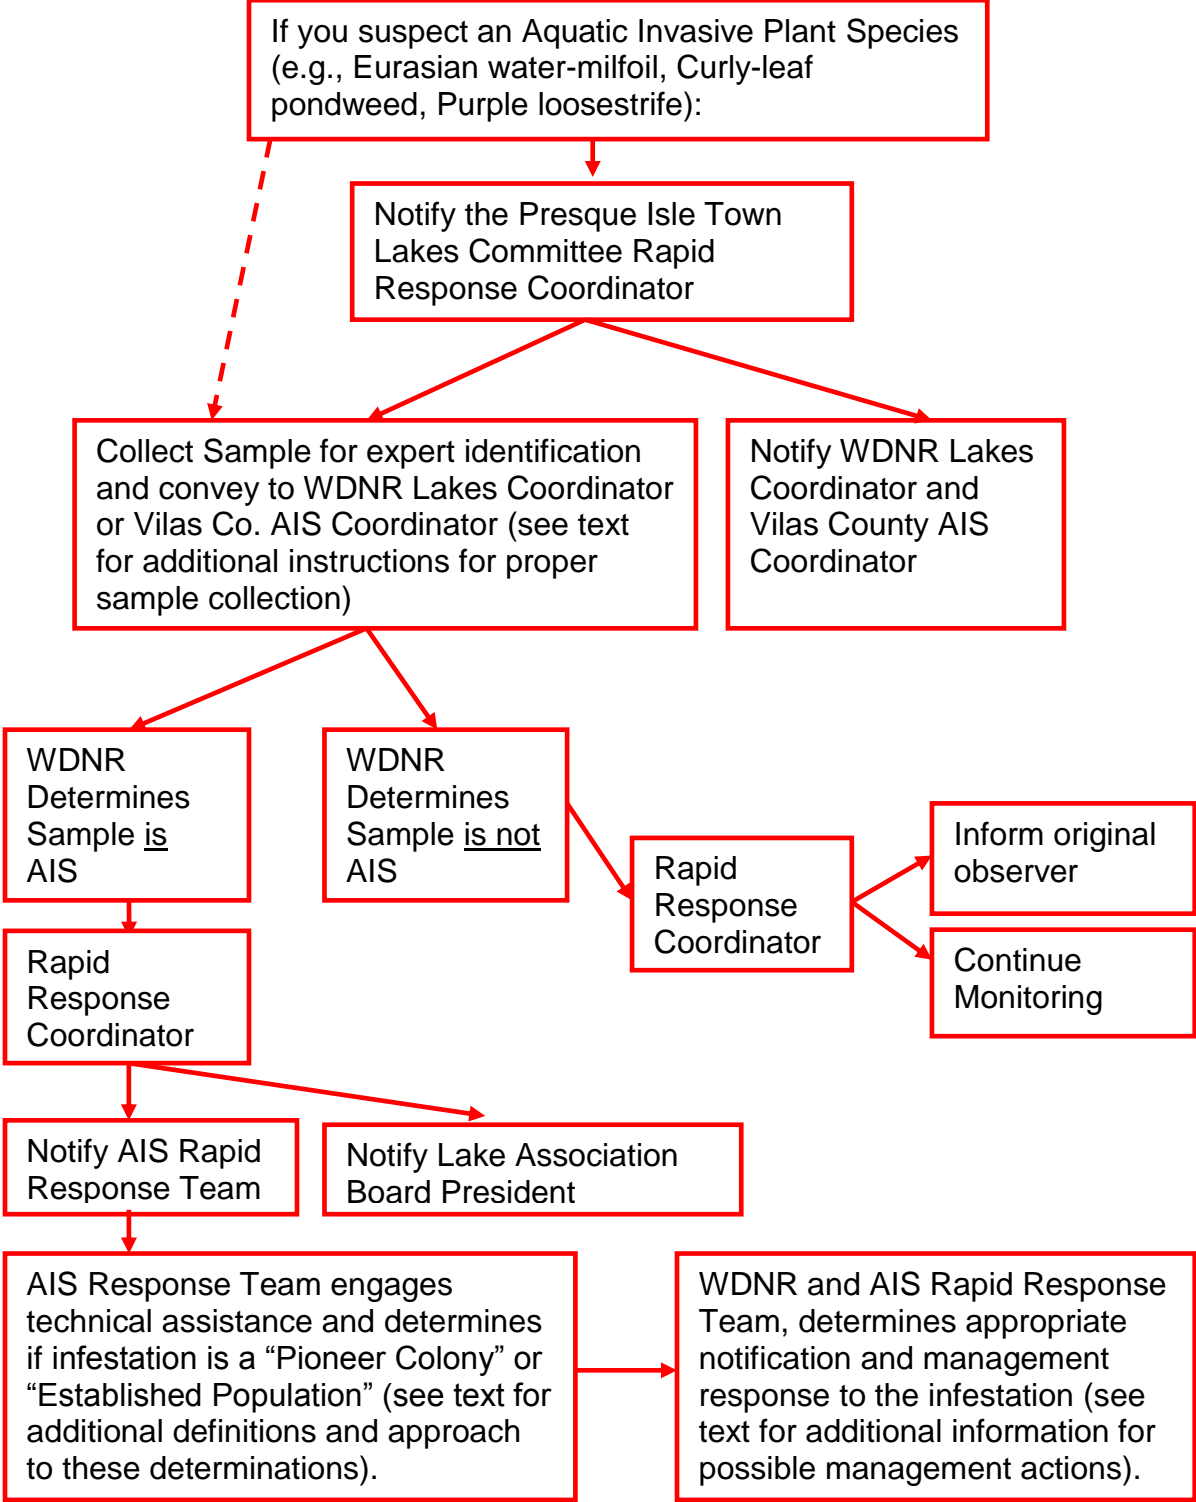 If you suspect an Aquatic Invasive Plant Species
(e.g., Eurasian water-milfoil, Curly-leaf
pondweed, Purple loosestrife):
Notify the Presque Isle Town
Lakes Committee Rapid
Response Coordinator
Collect Sample for expert identification
and convey to WDNR Lakes Coordinator
or Vilas Co. AIS Coordinator (see text
for additional instructions for proper
sample collection)
Notify WDNR Lakes
Coordinator and
Vilas County AIS
Coordinator
WDNR
Determines
Sample is
AIS
WDNR
Determines
Sample is not
AIS
Rapid
Response
Coordinator
Inform original
observer
Continue
Monitoring
Rapid
Response
Coordinator
Notify AIS Rapid
Response Team
Notify Lake Association
Board President
AIS Response Team engages
technical assistance and determines
if infestation is a “Pioneer Colony” or
“Established Population” (see text for
additional definitions and approach
to these determinations).
WDNR and AIS Rapid Response
Team, determines appropriate
notification and management
response to the infestation (see
text for additional information for
possible management actions).